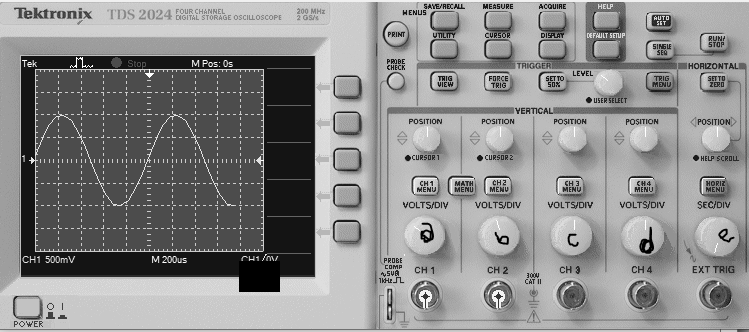 Tektronix TDS 2024 FOUR CHANNEL DIGITAL STORAGE OSCILLOSCOPE 200 MHz 2 GS/s
MENUS SAVE/RECALL MEASURE ACQUIRE HELP AUTO SET
PRINT UTILITY CURSOR DISPLAY DEFAULT SETUP SINGLE SEQ RUN/STOP
Tek Stop M Pos: 0s
PROBE CHECK TRIGGER LEVEL HORIZONTAL
TRIG VIEW FORCE TRIG SET TO 50% TRIG MENU SET TO ZERO
USER SELECT
VERTICAL
POSITION POSITION POSITION POSITION POSITION
CURSOR 1 CURSOR 2 HELP SCROLL
1
CH 1 MENU MATH MENU CH 2 MENU CH 3 MENU CH 4 MENU HORIZ MENU
VOLTS/DIV VOLTS/DIV VOLTS/DIV VOLTS/DIV SEC/DIV
a b c d e
CH1 500mV M 200us CH1/0V
PROBE COMP ~5V 1kHz CH 1 CH 2 300V CAT II CH 3 CH 4 EXT TRIG
POWER